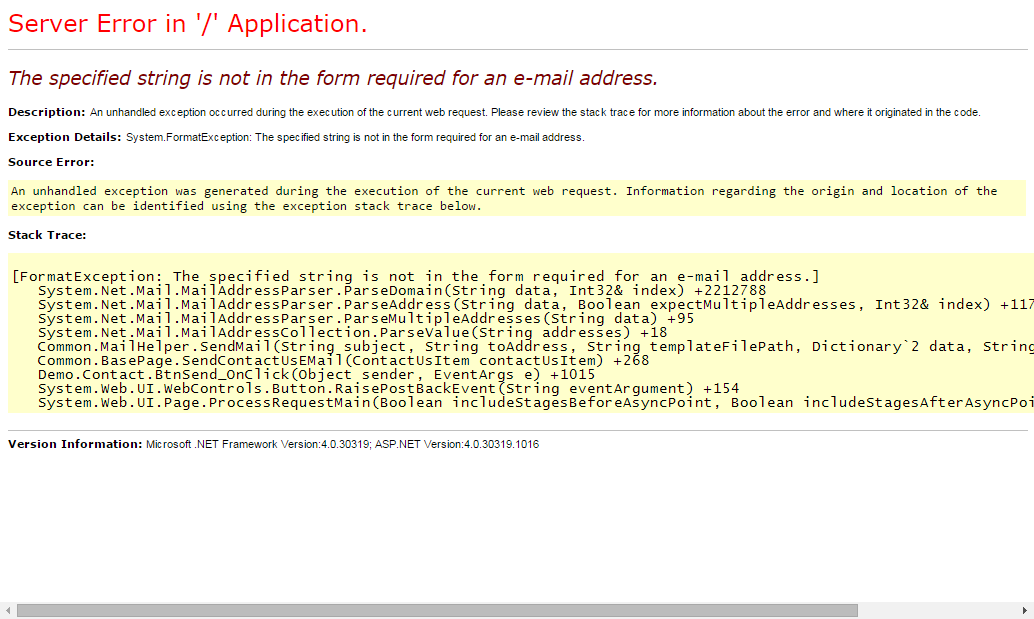 Server Error in '/' Application.
The specified string is not in the form required for an e-mail address.
Description: An unhandled exception occurred during the execution of the current web request. Please review the stack trace for more information about the error and where it originated in the code.
Exception Details: System.FormatException: The specified string is not in the form required for an e-mail address.
Source Error:
An unhandled exception was generated during the execution of the current web request. Information regarding the origin and location of the
exception can be identified using the exception stack trace below.
Stack Trace:
[FormatException: The specified string is not in the form required for an e-mail address.]
System.Net.Mail.MailAddressParser.ParseDomain(String data, Int32& index) +2212788
System.Net.Mail.MailAddressParser.ParseAddress(String data, Boolean expectMultipleAddresses, Int32& index) +117
System.Net.Mail.MailAddressParser.ParseMultipleAddresses(String data) +95
System.Net.Mail.MailAddressCollection.ParseValue(String addresses) +18
Common.MailHelper.SendMail(String subject, String toAddress, String templateFilePath, Dictionary`2 data, String
Common.BasePage.SendContactUsEMail(ContactUsItem contactUsItem) +268
Demo.Contact.BtnSend_OnClick(Object sender, EventArgs e) +1015
System.Web.UI.WebControls.Button.RaisePostBackEvent(String eventArgument) +154
System.Web.UI.Page.ProcessRequestMain(Boolean includeStagesBeforeAsyncPoint, Boolean includeStagesAfterAsyncPoi
Version Information: Microsoft .NET Framework Version:4.0.30319; ASP.NET Version:4.0.30319.1016